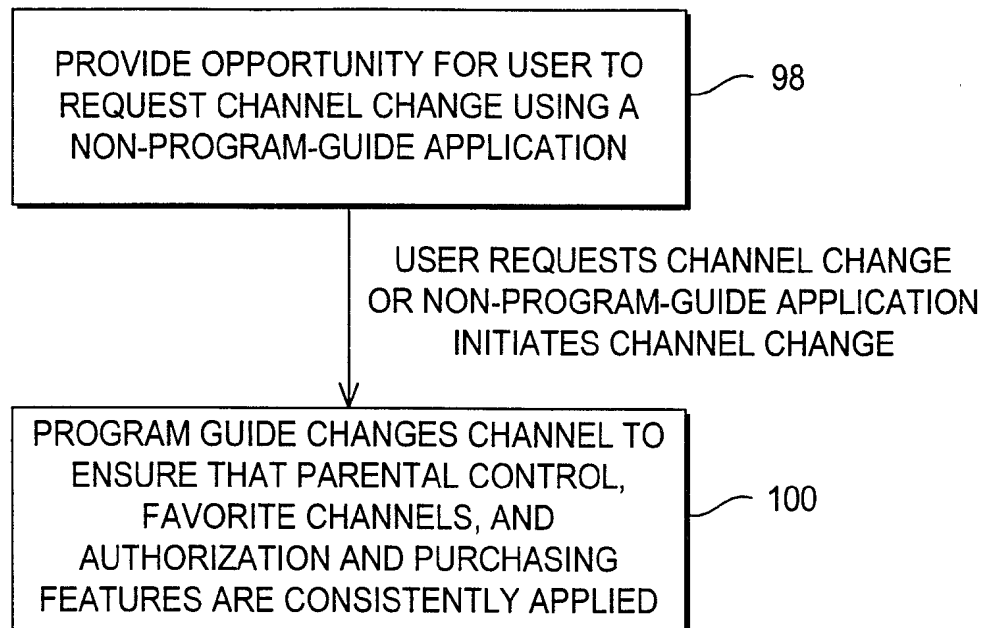 PROVIDE OPPORTUNITY FOR USER TO
REQUEST CHANNEL CHANGE USING A
NON-PROGRAM-GUIDE APPLICATION
98
USER REQUESTS CHANNEL CHANGE
OR NON-PROGRAM-GUIDE APPLICATION
INITIATES CHANNEL CHANGE
PROGRAM GUIDE CHANGES CHANNEL TO
ENSURE THAT PARENTAL CONTROL,
FAVORITE CHANNELS, AND
AUTHORIZATION AND PURCHASING
FEATURES ARE CONSISTENTLY APPLIED
100